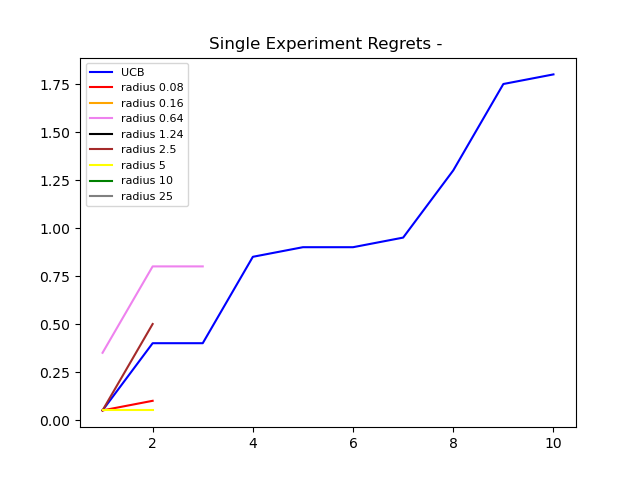 Single Experiment Regrets -
UCB
radius 0.08
radius 0.16
radius 0.64
radius 1.24
radius 2.5
radius 5
radius 10
radius 25
1.75
1.50
1.25
1.00
0.75
0.50
0.25
0.00
2 4 6 8 10